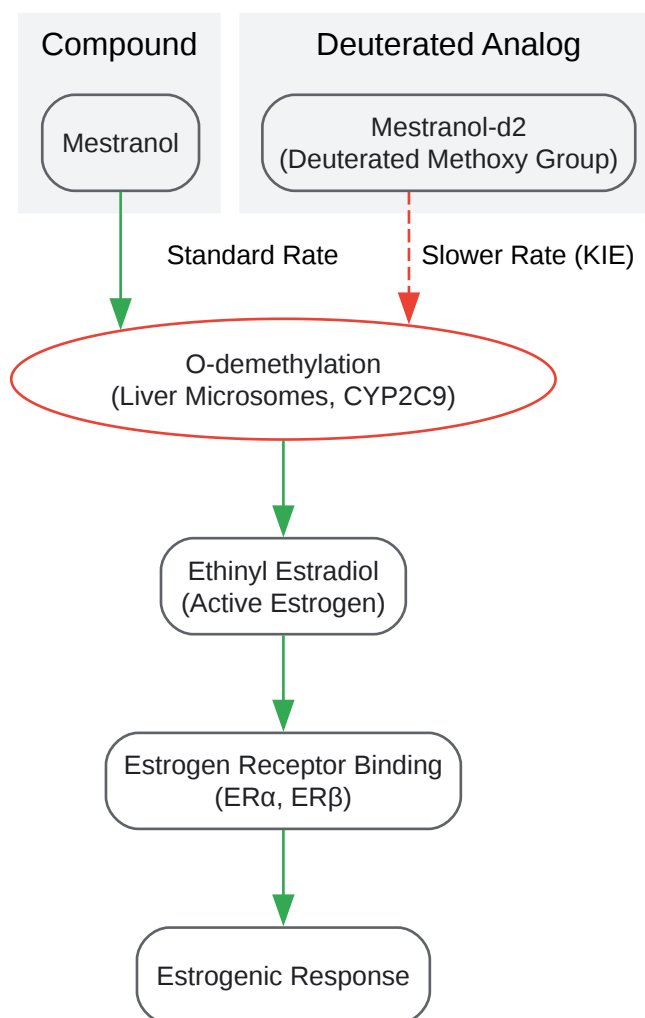 Compound
Deuterated Analog
Mestranol
Mestranol-d2
(Deuterated Methoxy Group)
Standard Rate
Slower Rate (KIE)
O-demethylation
(Liver Microsomes, CYP2C9)
Ethinyl Estradiol
(Active Estrogen)
Estrogen Receptor Binding
(ERα, ERβ)
Estrogenic Response